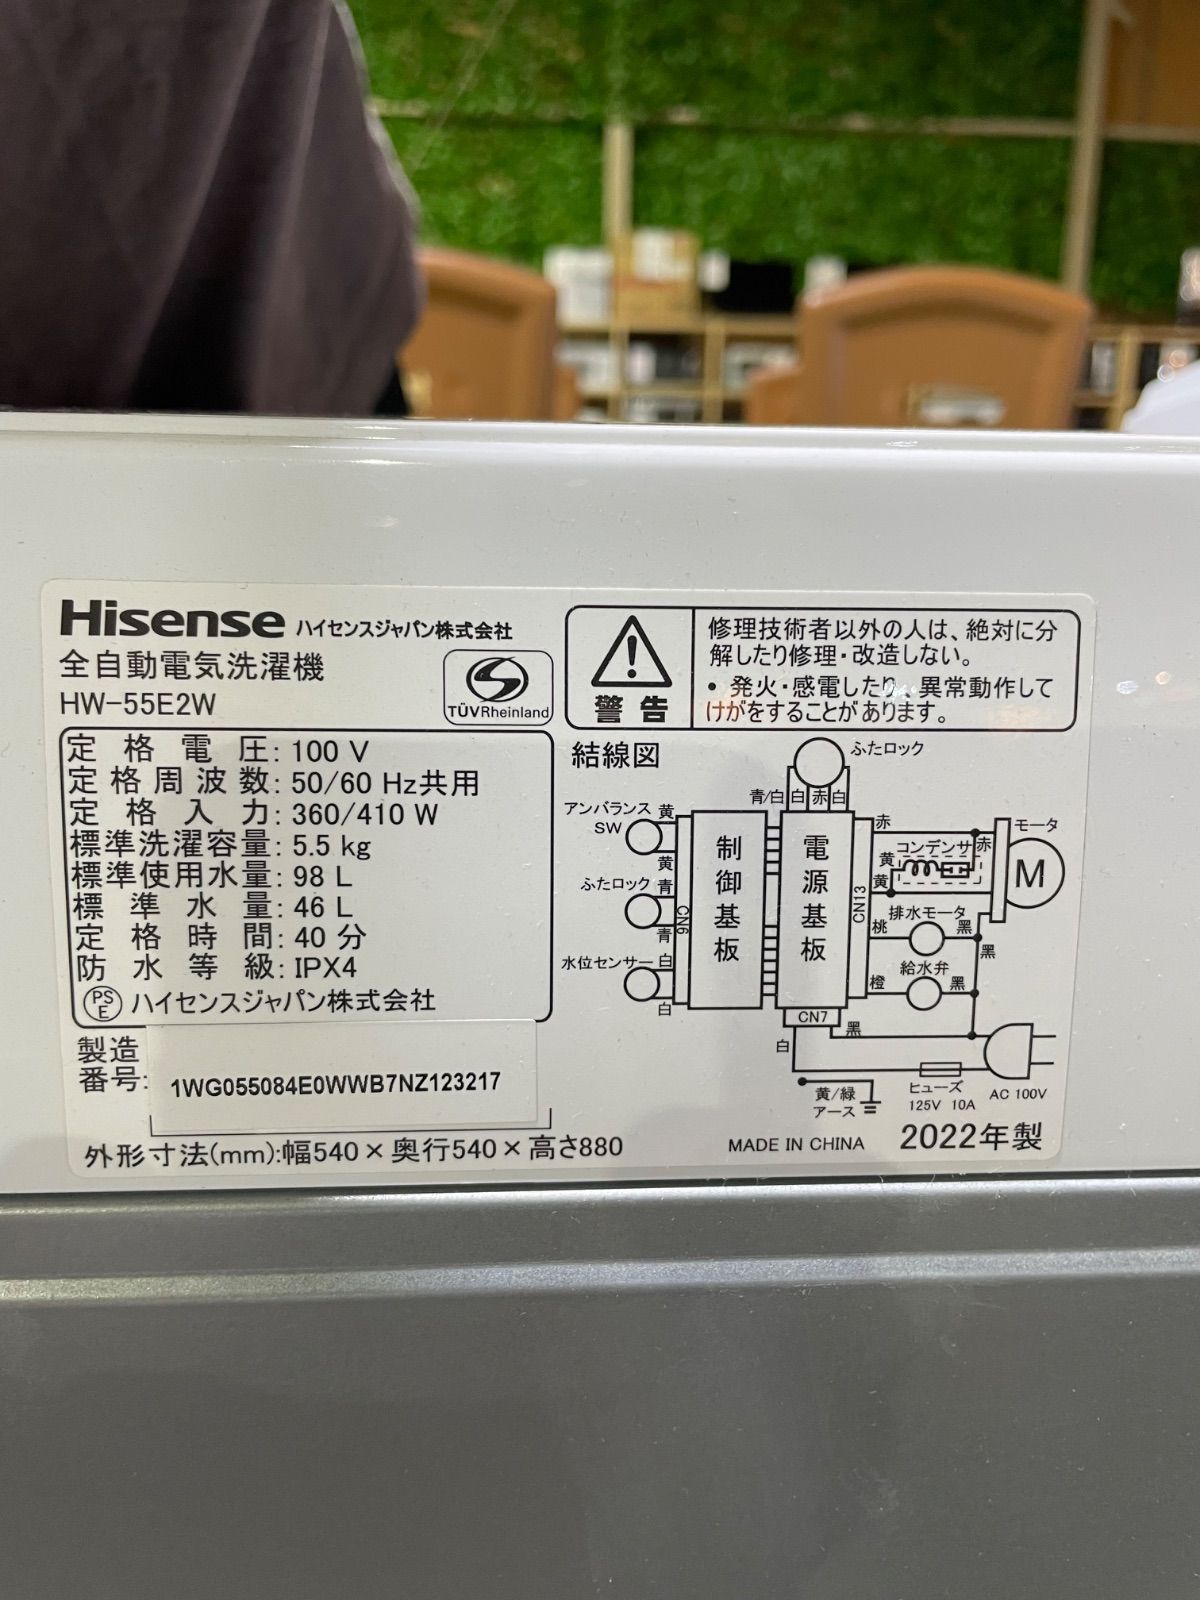 Hisense ハイセンスジャパン株式会社
全自動電気洗濯機
HW-55E2W
TÜVRheinland
定格電圧: 100 V
定格周波数: 50/60 Hz共用
定格入力: 360/410 W
標準洗濯容量: 5.5 kg
標準使用水量: 98 L
標準水量: 46 L
定格時間: 40 分
防水等級: IPX4
PSE ハイセンスジャパン株式会社
製造
番号: 1WG055084E0WWB7NZ123217
外形寸法(mm):幅540×奥行540×高さ880
警告
修理技術者以外の人は、絶対に分
解したり修理・改造しない。
・発火・感電したり、異常動作して
けがをすることがあります。
結線図
ふたロック
青/白 白 赤 白
アンバランス
SW
黄
黄
ふたロック
青
青
水位センサー
白
白
CN6
制御基板
電源基板
CN13
赤
コンデンサ
赤
黄
黄
モータ
M
排水モータ
桃
黒
黒
給水弁
橙
黒
CN7
黒
白
黄/緑
アース
ヒューズ
125V 10A
AC 100V
MADE IN CHINA
2022年製